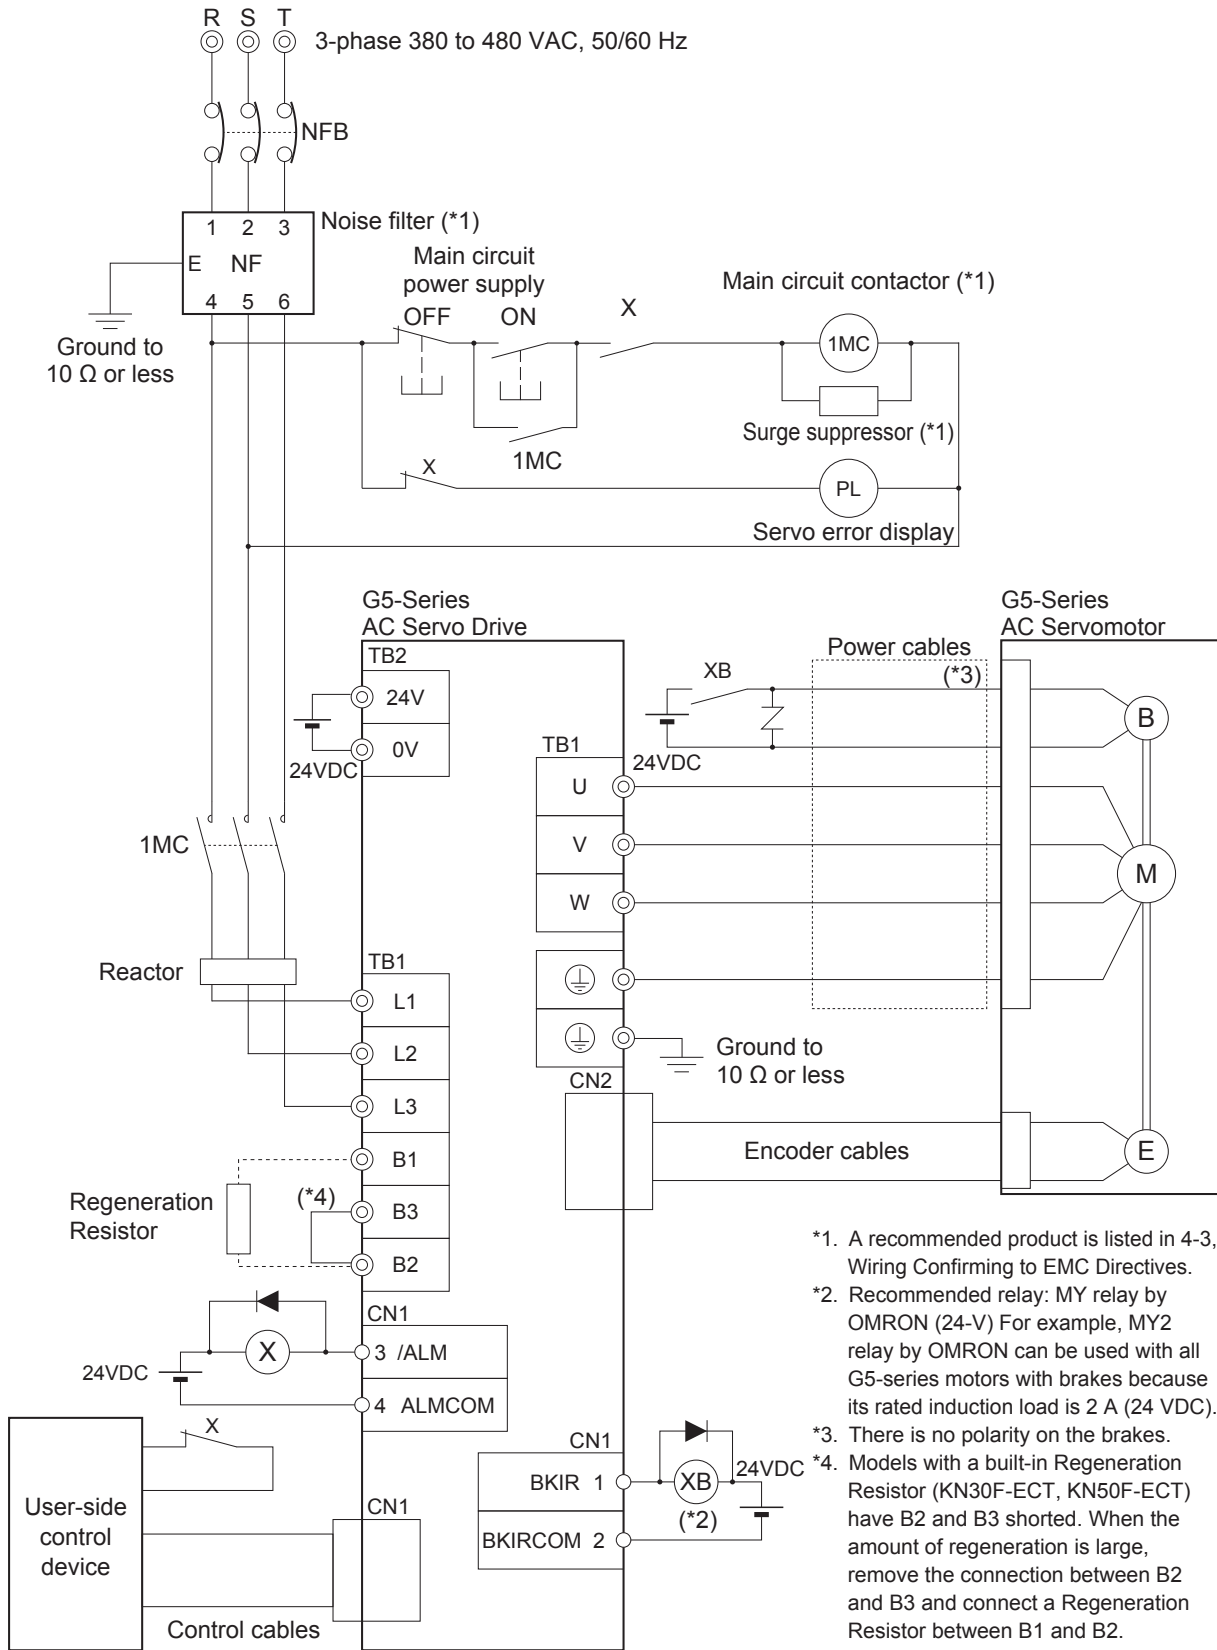 R S T
3-phase 380 to 480 VAC, 50/60 Hz
NFB
1 2 3
Noise filter (*1)
E NF
4 5 6
Ground to
10 Ω or less
Main circuit
power supply
OFF ON X
Main circuit contactor (*1)
1MC
Surge suppressor (*1)
1MC
X
PL
Servo error display
G5-Series
AC Servo Drive
G5-Series
AC Servomotor
TB2
24V
0V
24VDC
XB
24VDC
Power cables
(*3)
B
TB1
U
V
W
M
1MC
Reactor
TB1
L1
L2
L3
B1
B3
B2
(*4)
Regeneration
Resistor
Ground to
10 Ω or less
CN2
Encoder cables
E
CN1
3 /ALM
4 ALMCOM
X
24VDC
X
User-side
control
device
CN1
Control cables
CN1
BKIR 1
BKIRCOM 2
XB
(*2)
24VDC
*1. A recommended product is listed in 4-3,
Wiring Confirming to EMC Directives.
*2. Recommended relay: MY relay by
OMRON (24-V) For example, MY2
relay by OMRON can be used with all
G5-series motors with brakes because
its rated induction load is 2 A (24 VDC).
*3. There is no polarity on the brakes.
*4. Models with a built-in Regeneration
Resistor (KN30F-ECT, KN50F-ECT)
have B2 and B3 shorted. When the
amount of regeneration is large,
remove the connection between B2
and B3 and connect a Regeneration
Resistor between B1 and B2.